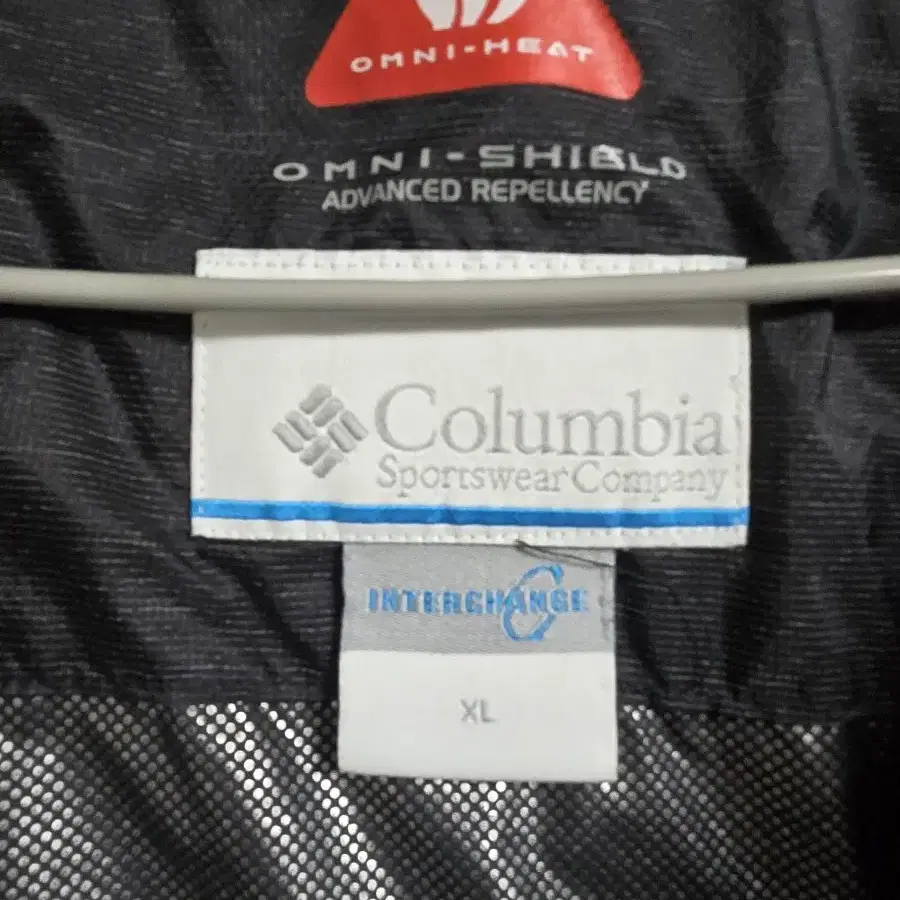 OMNI-HEAT
OMNI-SHIELD
ADVANCED REPELLENCY
Columbia
Sportswear Company
INTERCHANGE
XL